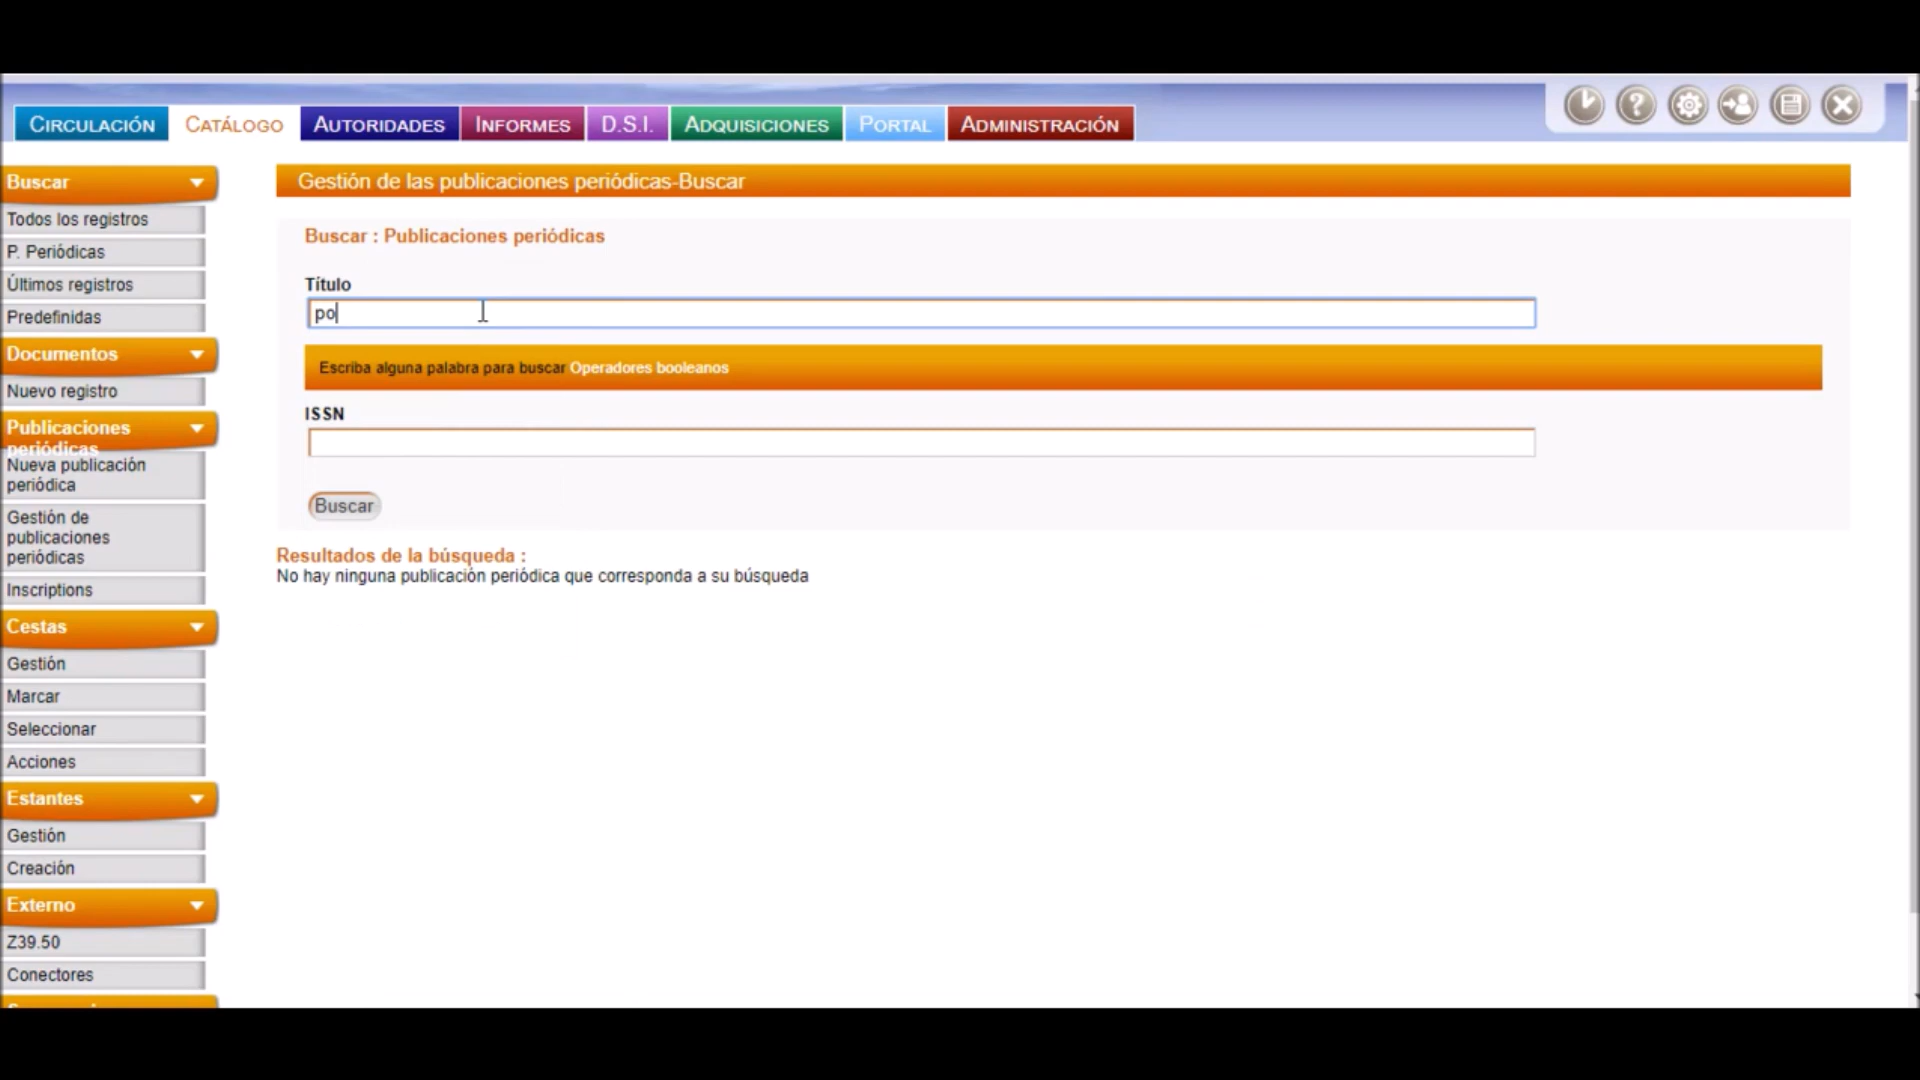 CIRCULACIÓN CATÁLOGO AUTORIDADES INFORMES D.S.I. ADQUISICIONES PORTAL ADMINISTRACIÓN
Buscar
Todos los registros
P. Periódicas
Últimos registros
Predefinidas
Documentos
Nuevo registro
Publicaciones
periódicas
Nueva publicación
periódica
Gestión de
publicaciones
periódicas
Inscriptions
Cestas
Gestión
Marcar
Seleccionar
Acciones
Estantes
Gestión
Creación
Externo
Z39.50
Conectores
Gestión de las publicaciones periódicas-Buscar
Buscar : Publicaciones periódicas
Título
po
Escriba alguna palabra para buscar Operadores booleanos
ISSN
Buscar
Resultados de la búsqueda :
No hay ninguna publicación periódica que corresponda a su búsqueda